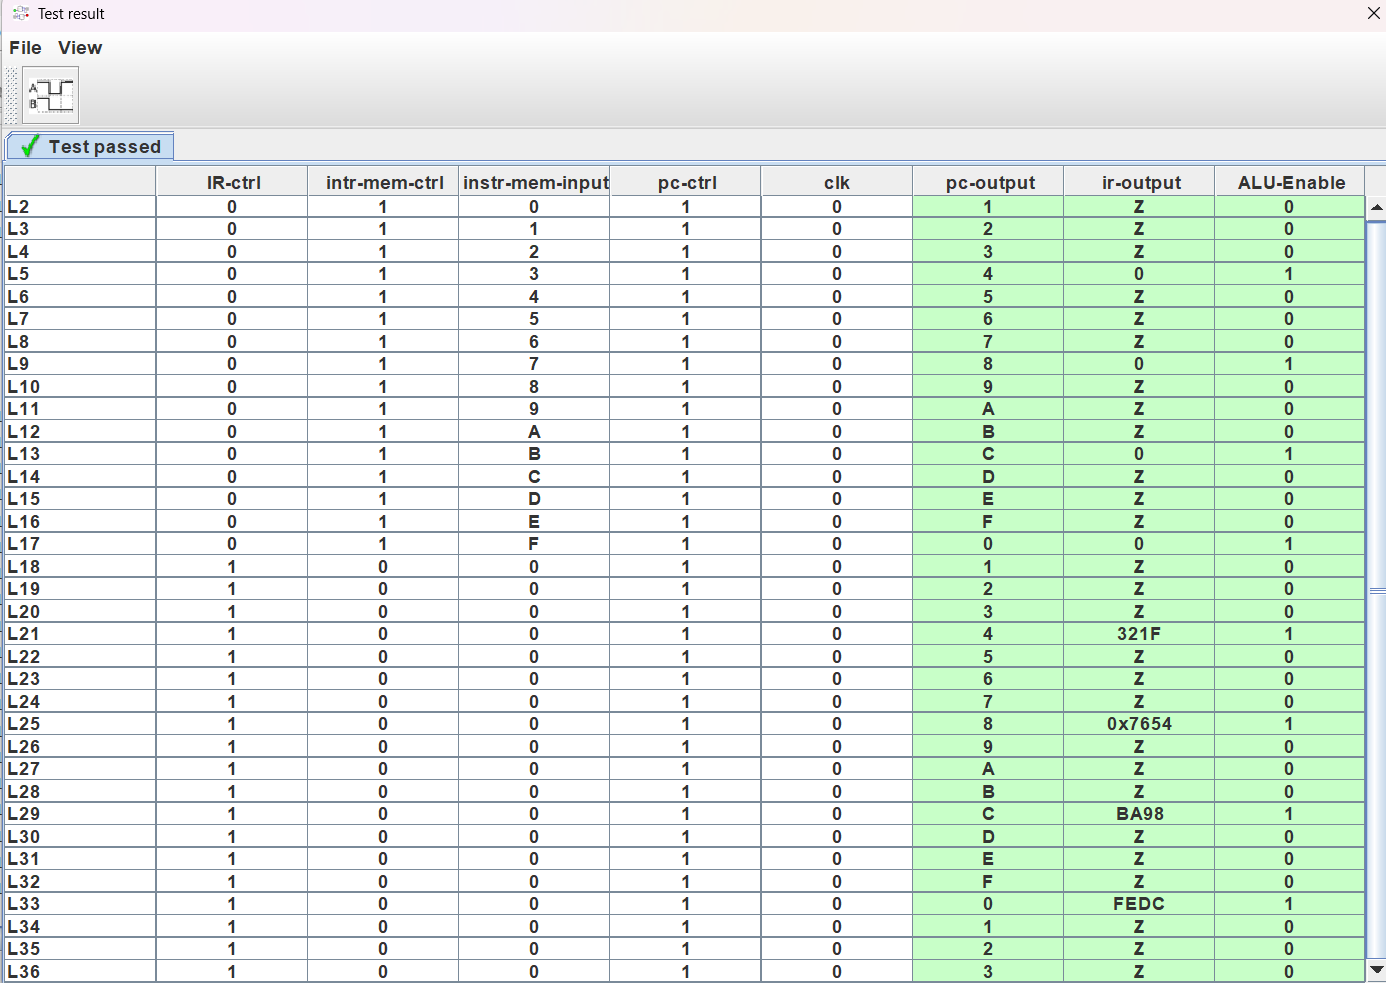 Test result
File View
A
B
Test passed
IR-ctrl intr-mem-ctrl instr-mem-input pc-ctrl clk pc-output ir-output ALU-Enable
L2 0 1 0 1 0 1 Z 0
L3 0 1 1 1 0 2 Z 0
L4 0 1 2 1 0 3 Z 0
L5 0 1 3 1 0 4 0 1
L6 0 1 4 1 0 5 Z 0
L7 0 1 5 1 0 6 Z 0
L8 0 1 6 1 0 7 Z 0
L9 0 1 7 1 0 8 0 1
L10 0 1 8 1 0 9 Z 0
L11 0 1 9 1 0 A Z 0
L12 0 1 A 1 0 B Z 0
L13 0 1 B 1 0 C 0 1
L14 0 1 C 1 0 D Z 0
L15 0 1 D 1 0 E Z 0
L16 0 1 E 1 0 F Z 0
L17 0 1 F 1 0 0 0 1
L18 1 0 0 1 0 1 Z 0
L19 1 0 0 1 0 2 Z 0
L20 1 0 0 1 0 3 Z 0
L21 1 0 0 1 0 4 321F 1
L22 1 0 0 1 0 5 Z 0
L23 1 0 0 1 0 6 Z 0
L24 1 0 0 1 0 7 Z 0
L25 1 0 0 1 0 8 0x7654 1
L26 1 0 0 1 0 9 Z 0
L27 1 0 0 1 0 A Z 0
L28 1 0 0 1 0 B Z 0
L29 1 0 0 1 0 C BA98 1
L30 1 0 0 1 0 D Z 0
L31 1 0 0 1 0 E Z 0
L32 1 0 0 1 0 F Z 0
L33 1 0 0 1 0 0 FEDC 1
L34 1 0 0 1 0 1 Z 0
L35 1 0 0 1 0 2 Z 0
L36 1 0 0 1 0 3 Z 0